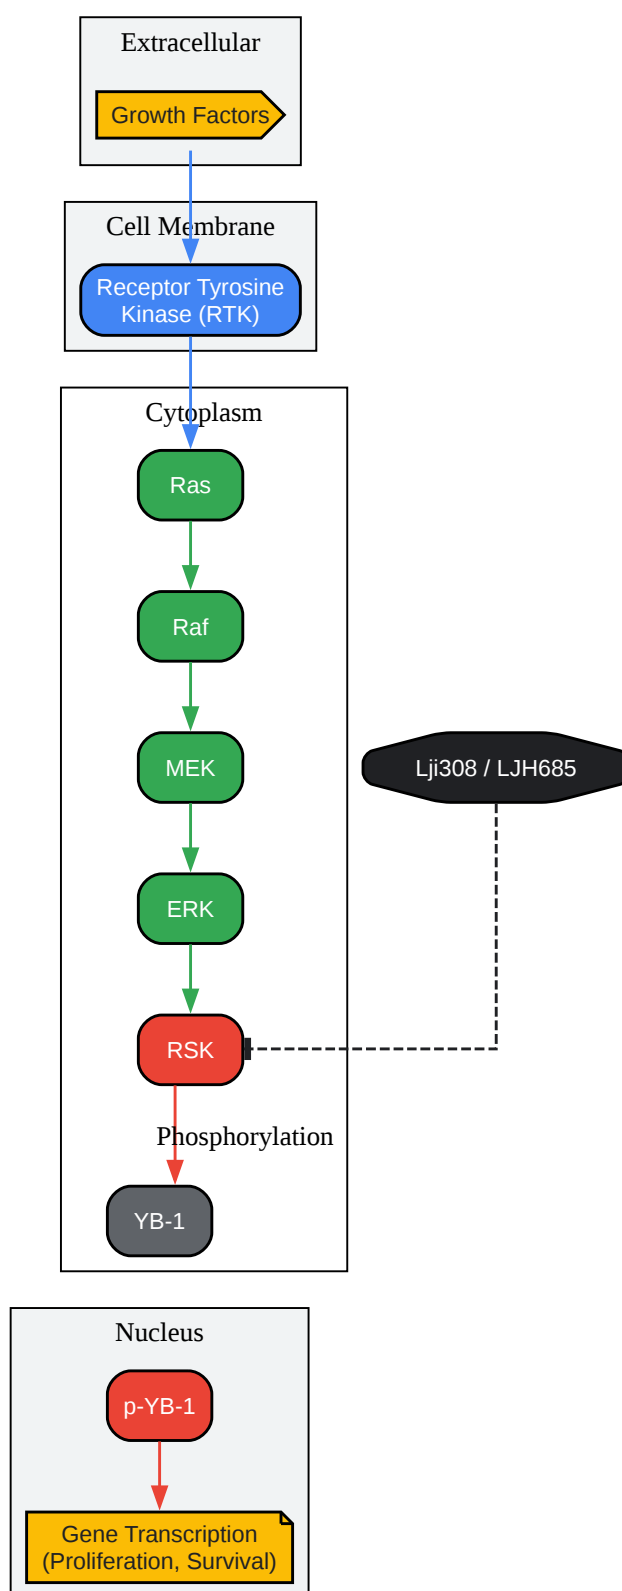 Extracellular
Growth Factors
Cell Membrane
Receptor Tyrosine
Kinase (RTK)
Cytoplasm
Ras
Raf
MEK
Lji308 / LJH685
ERK
RSK
Phosphorylation
YB-1
Nucleus
p-YB-1
Gene Transcription
(Proliferation, Survival)